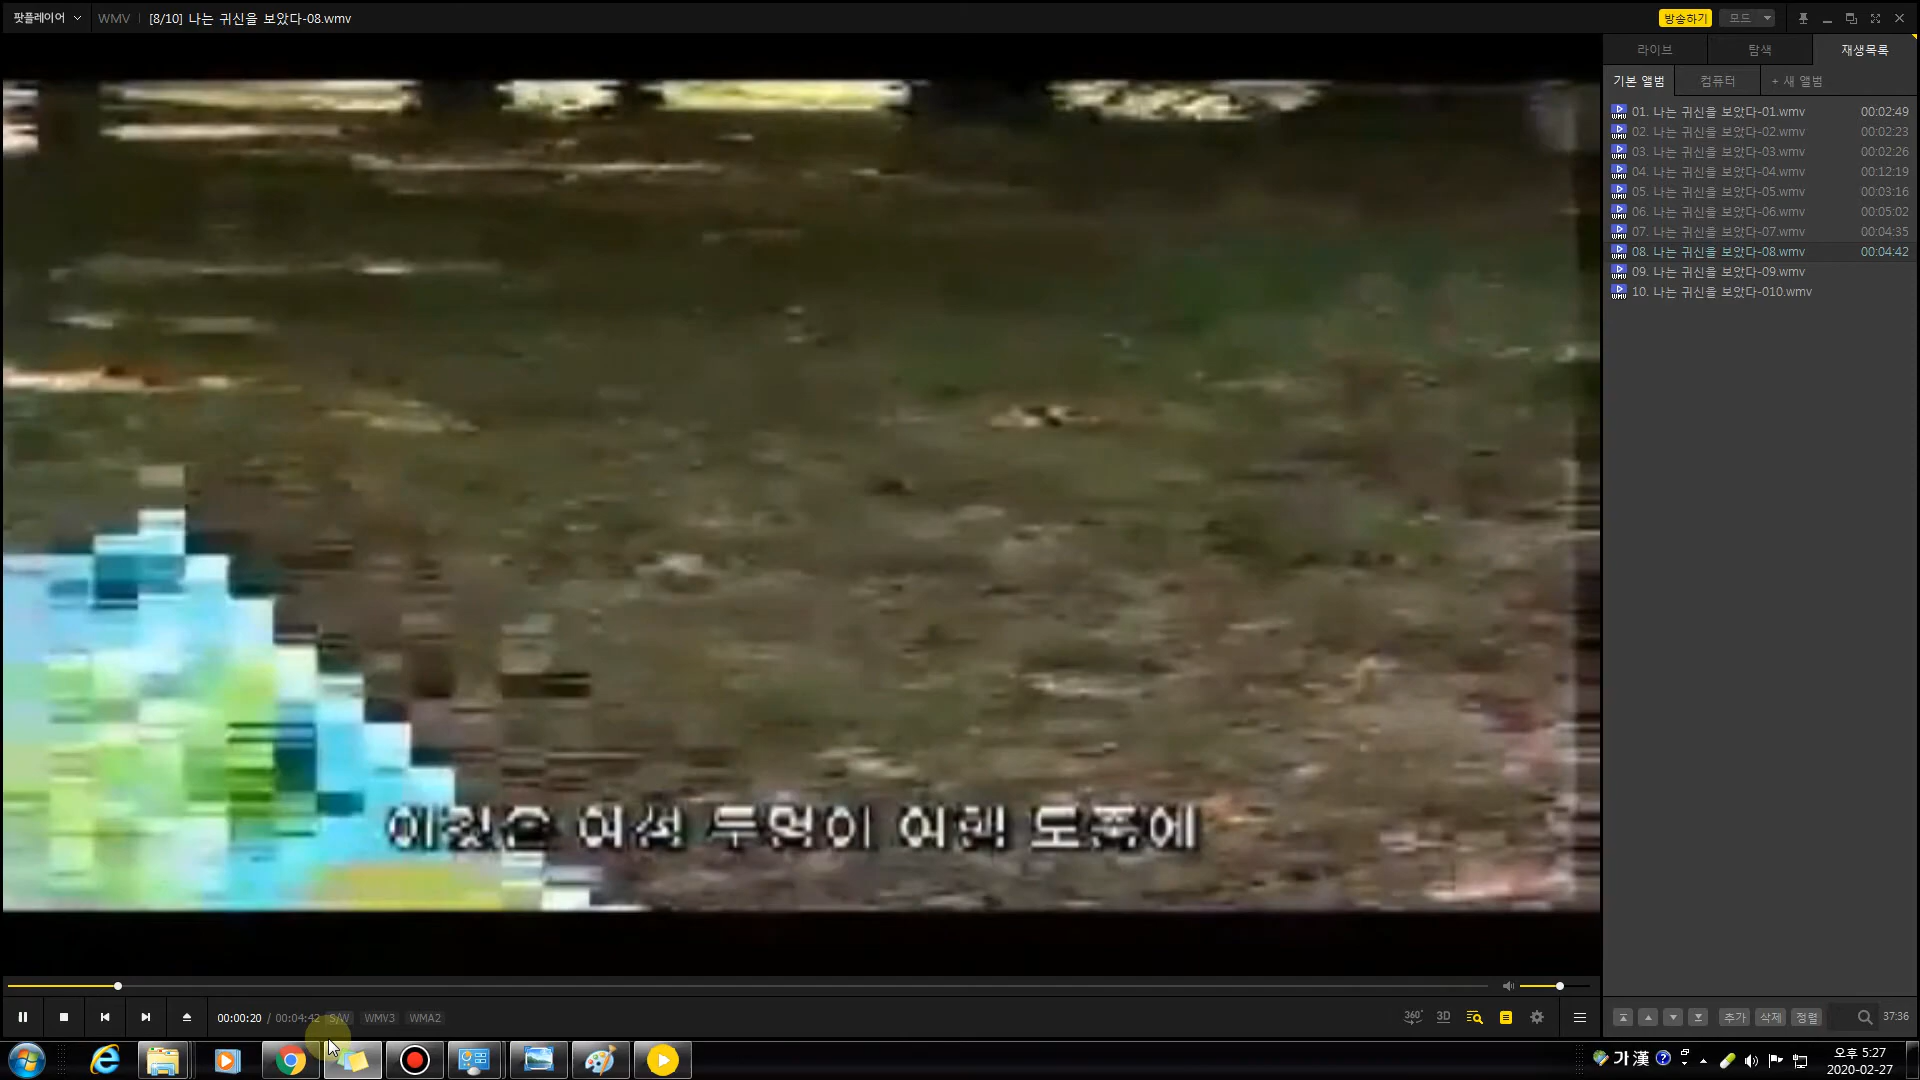 팟플레이어
WMV
[8/10] 나는 귀신을 보았다-08.wmv
방송하기
모드
라이브
탐색
재생목록
기본 앨범
컴퓨터
+ 새 앨범
01. 나는 귀신을 보았다-01.wmv 00:02:49
02. 나는 귀신을 보았다-02.wmv 00:02:23
03. 나는 귀신을 보았다-03.wmv 00:02:26
04. 나는 귀신을 보았다-04.wmv 00:12:19
05. 나는 귀신을 보았다-05.wmv 00:03:16
06. 나는 귀신을 보았다-06.wmv 00:05:02
07. 나는 귀신을 보았다-07.wmv 00:04:35
08. 나는 귀신을 보았다-08.wmv 00:04:42
09. 나는 귀신을 보았다-09.wmv
10. 나는 귀신을 보았다-010.wmv
이것은
00:00:20 / 00:04:42 S/W WMV3 WMA2
360° 3D
추가 삭제 정렬
37:36
가 漢
오후 5:27
2020-02-27